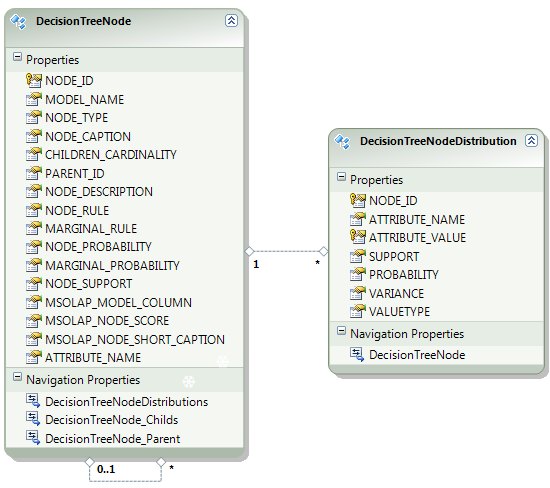 DecisionTreeNode
Properties
NODE_ID
MODEL_NAME
NODE_TYPE
NODE_CAPTION
CHILDREN_CARDINALITY
PARENT_ID
NODE_DESCRIPTION
NODE_RULE
MARGINAL_RULE
NODE_PROBABILITY
MARGINAL_PROBABILITY
NODE_SUPPORT
MSOLAP_MODEL_COLUMN
MSOLAP_NODE_SCORE
MSOLAP_NODE_SHORT_CAPTION
ATTRIBUTE_NAME
Navigation Properties
DecisionTreeNodeDistributions
DecisionTreeNode_Childs
DecisionTreeNode_Parent
0..1 *
1 *
DecisionTreeNodeDistribution
Properties
NODE_ID
ATTRIBUTE_NAME
ATTRIBUTE_VALUE
SUPPORT
PROBABILITY
VARIANCE
VALUETYPE
Navigation Properties
DecisionTreeNode